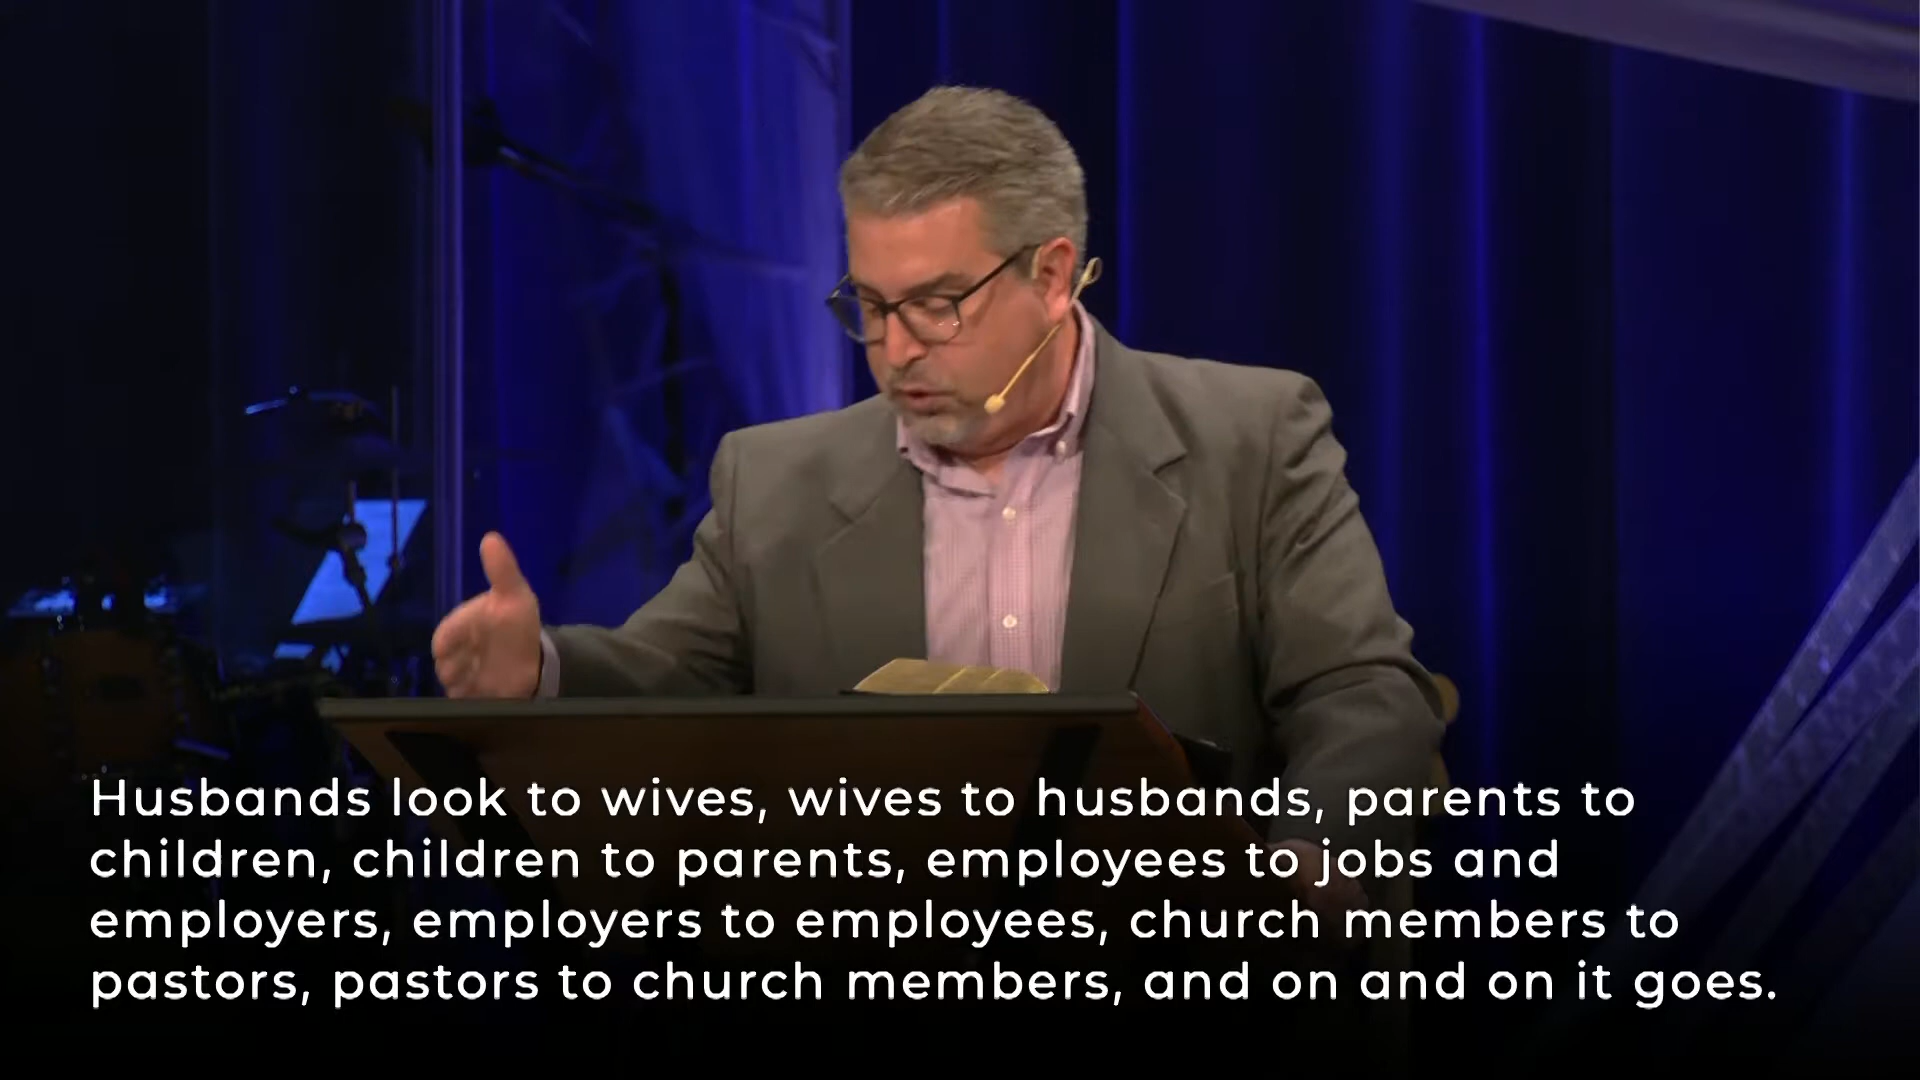 Husbands look to wives, wives to husbands, parents to
children, children to parents, employees to jobs and
employers, employers to employees, church members to
pastors, pastors to church members, and on and on it goes.